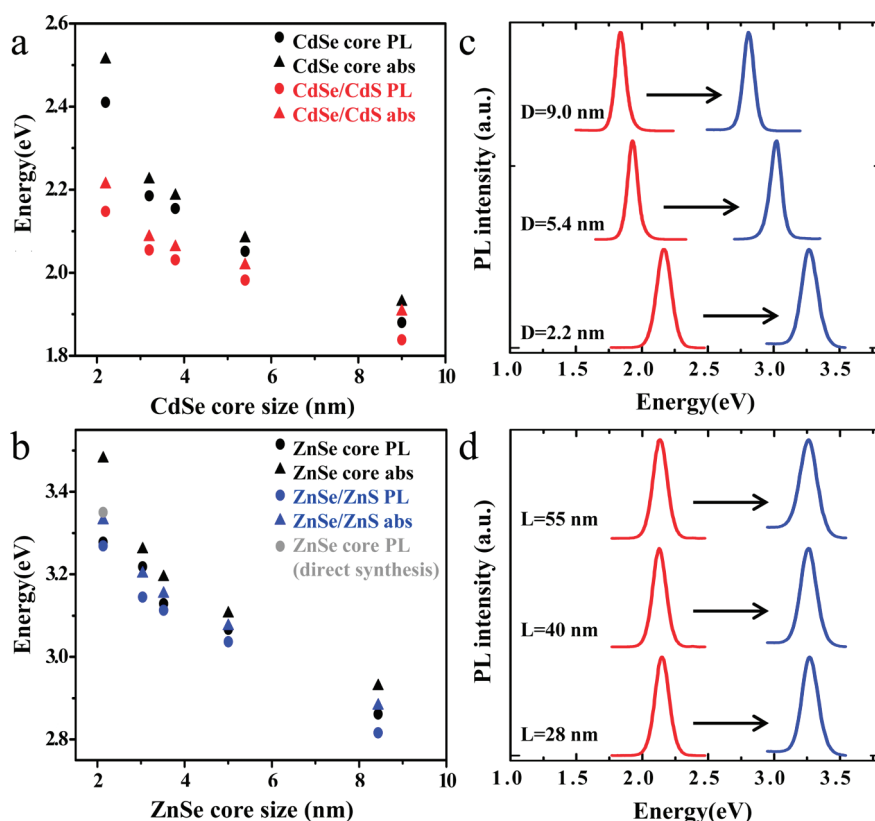 a
2.6
2.4
2.2
2.0
1.8
Energy(eV)
CdSe core PL
CdSe core abs
CdSe/CdS PL
CdSe/CdS abs
2
4
6
8
10
CdSe core size (nm)
b
3.4
3.2
3.0
2.8
Energy(eV)
ZnSe core PL
ZnSe core abs
ZnSe/ZnS PL
ZnSe/ZnS abs
ZnSe core PL
(direct synthesis)
2
4
6
8
10
ZnSe core size (nm)
c
PL intensity (a.u.)
D=9.0 nm
D=5.4 nm
D=2.2 nm
1.0
1.5
2.0
2.5
3.0
3.5
Energy(eV)
d
PL intensity (a.u.)
L=55 nm
L=40 nm
L=28 nm
1.0
1.5
2.0
2.5
3.0
3.5
Energy(eV)